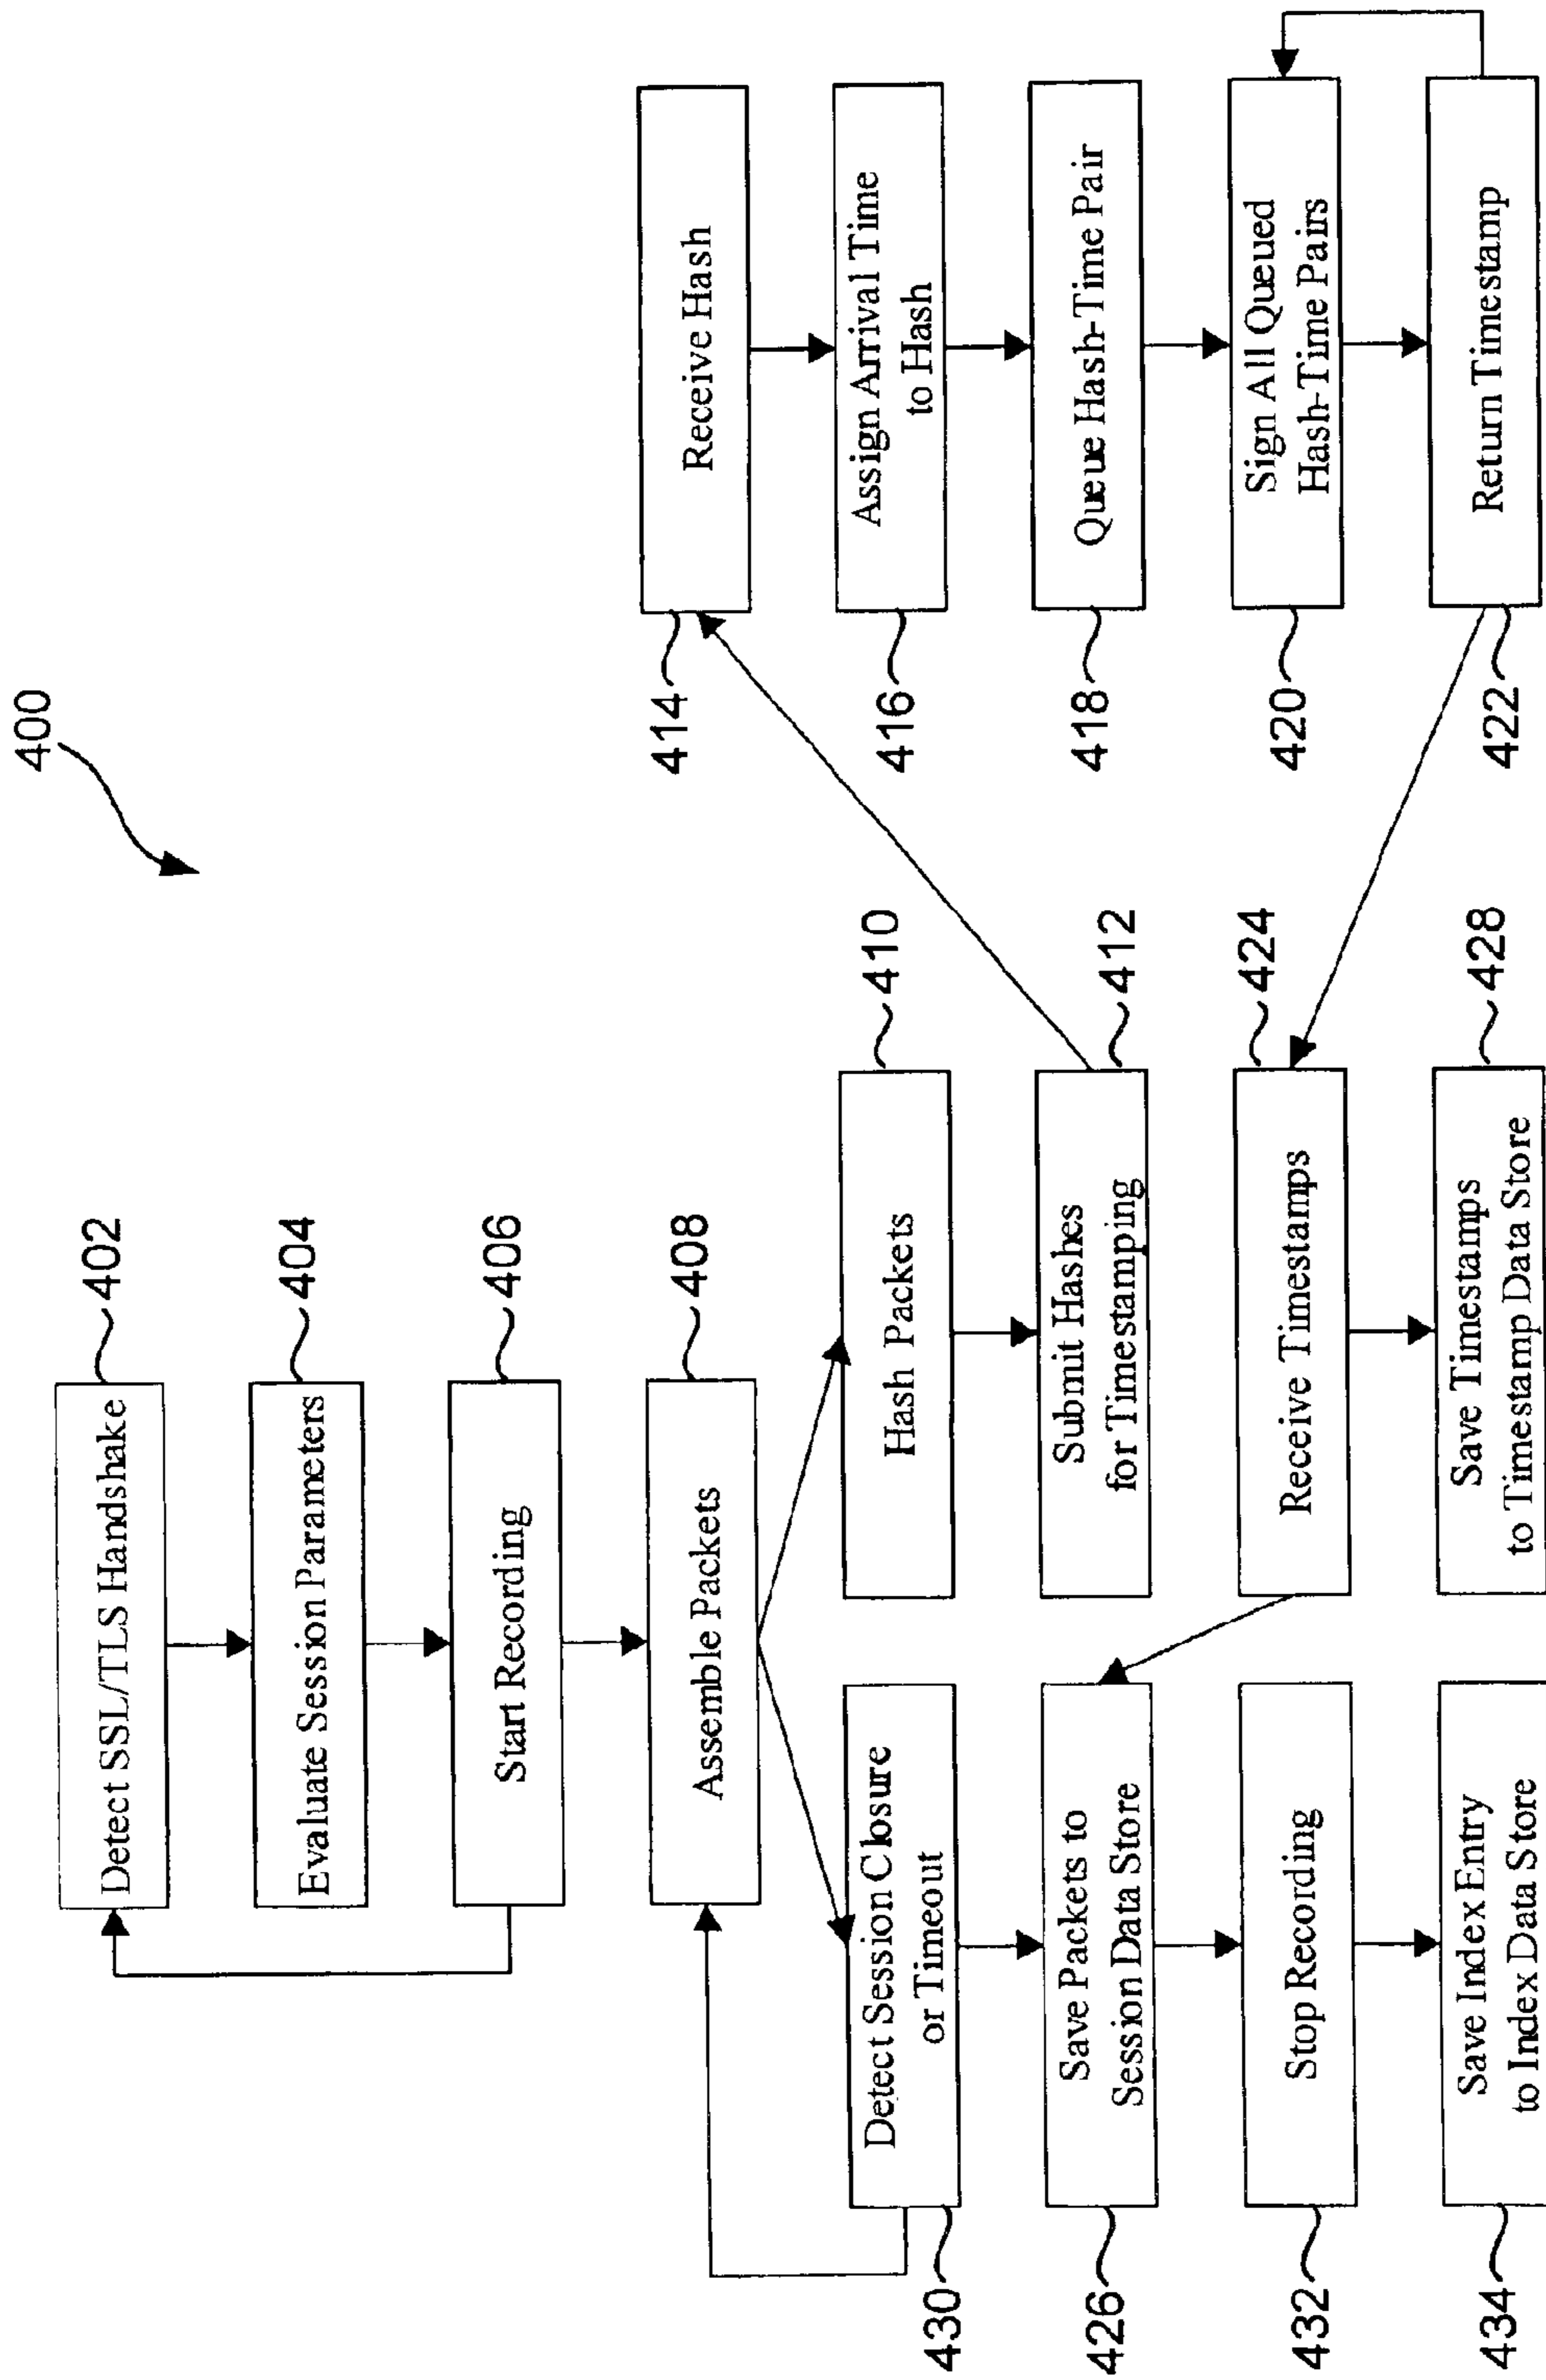 400
Detect SSL/TLS Handshake
402
Evaluate Session Parameters
404
Start Recording
406
Assemble Packets
408
Detect Session Closure
or Timeout
430
Hash Packets
410
Save Packets to
Session Data Store
426
Submit Hashes
for Timestamping
412
Stop Recording
432
Receive Timestamps
424
Save Index Entry
to Index Data Store
434
Save Timestamps
to Timestamp Data Store
428
Receive Hash
414
Assign Arrival Time
to Hash
416
Queue Hash-Time Pair
418
Sign All Queued
Hash-Time Pairs
420
Return Timestamp
422